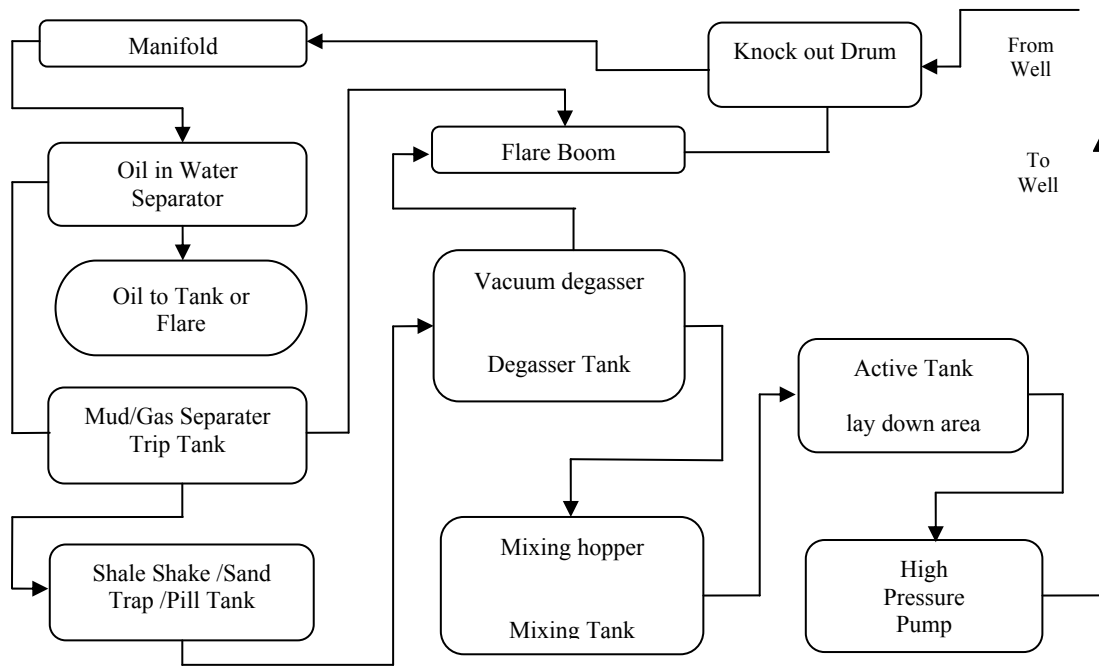 Manifold
Knock out Drum
From
Well
Oil in Water
Separator
Flare Boom
To
Well
Oil to Tank or
Flare
Vacuum degasser
Degasser Tank
Mud/Gas Separater
Trip Tank
Active Tank
lay down area
Shale Shake /Sand
Trap /Pill Tank
Mixing hopper
Mixing Tank
High
Pressure
Pump